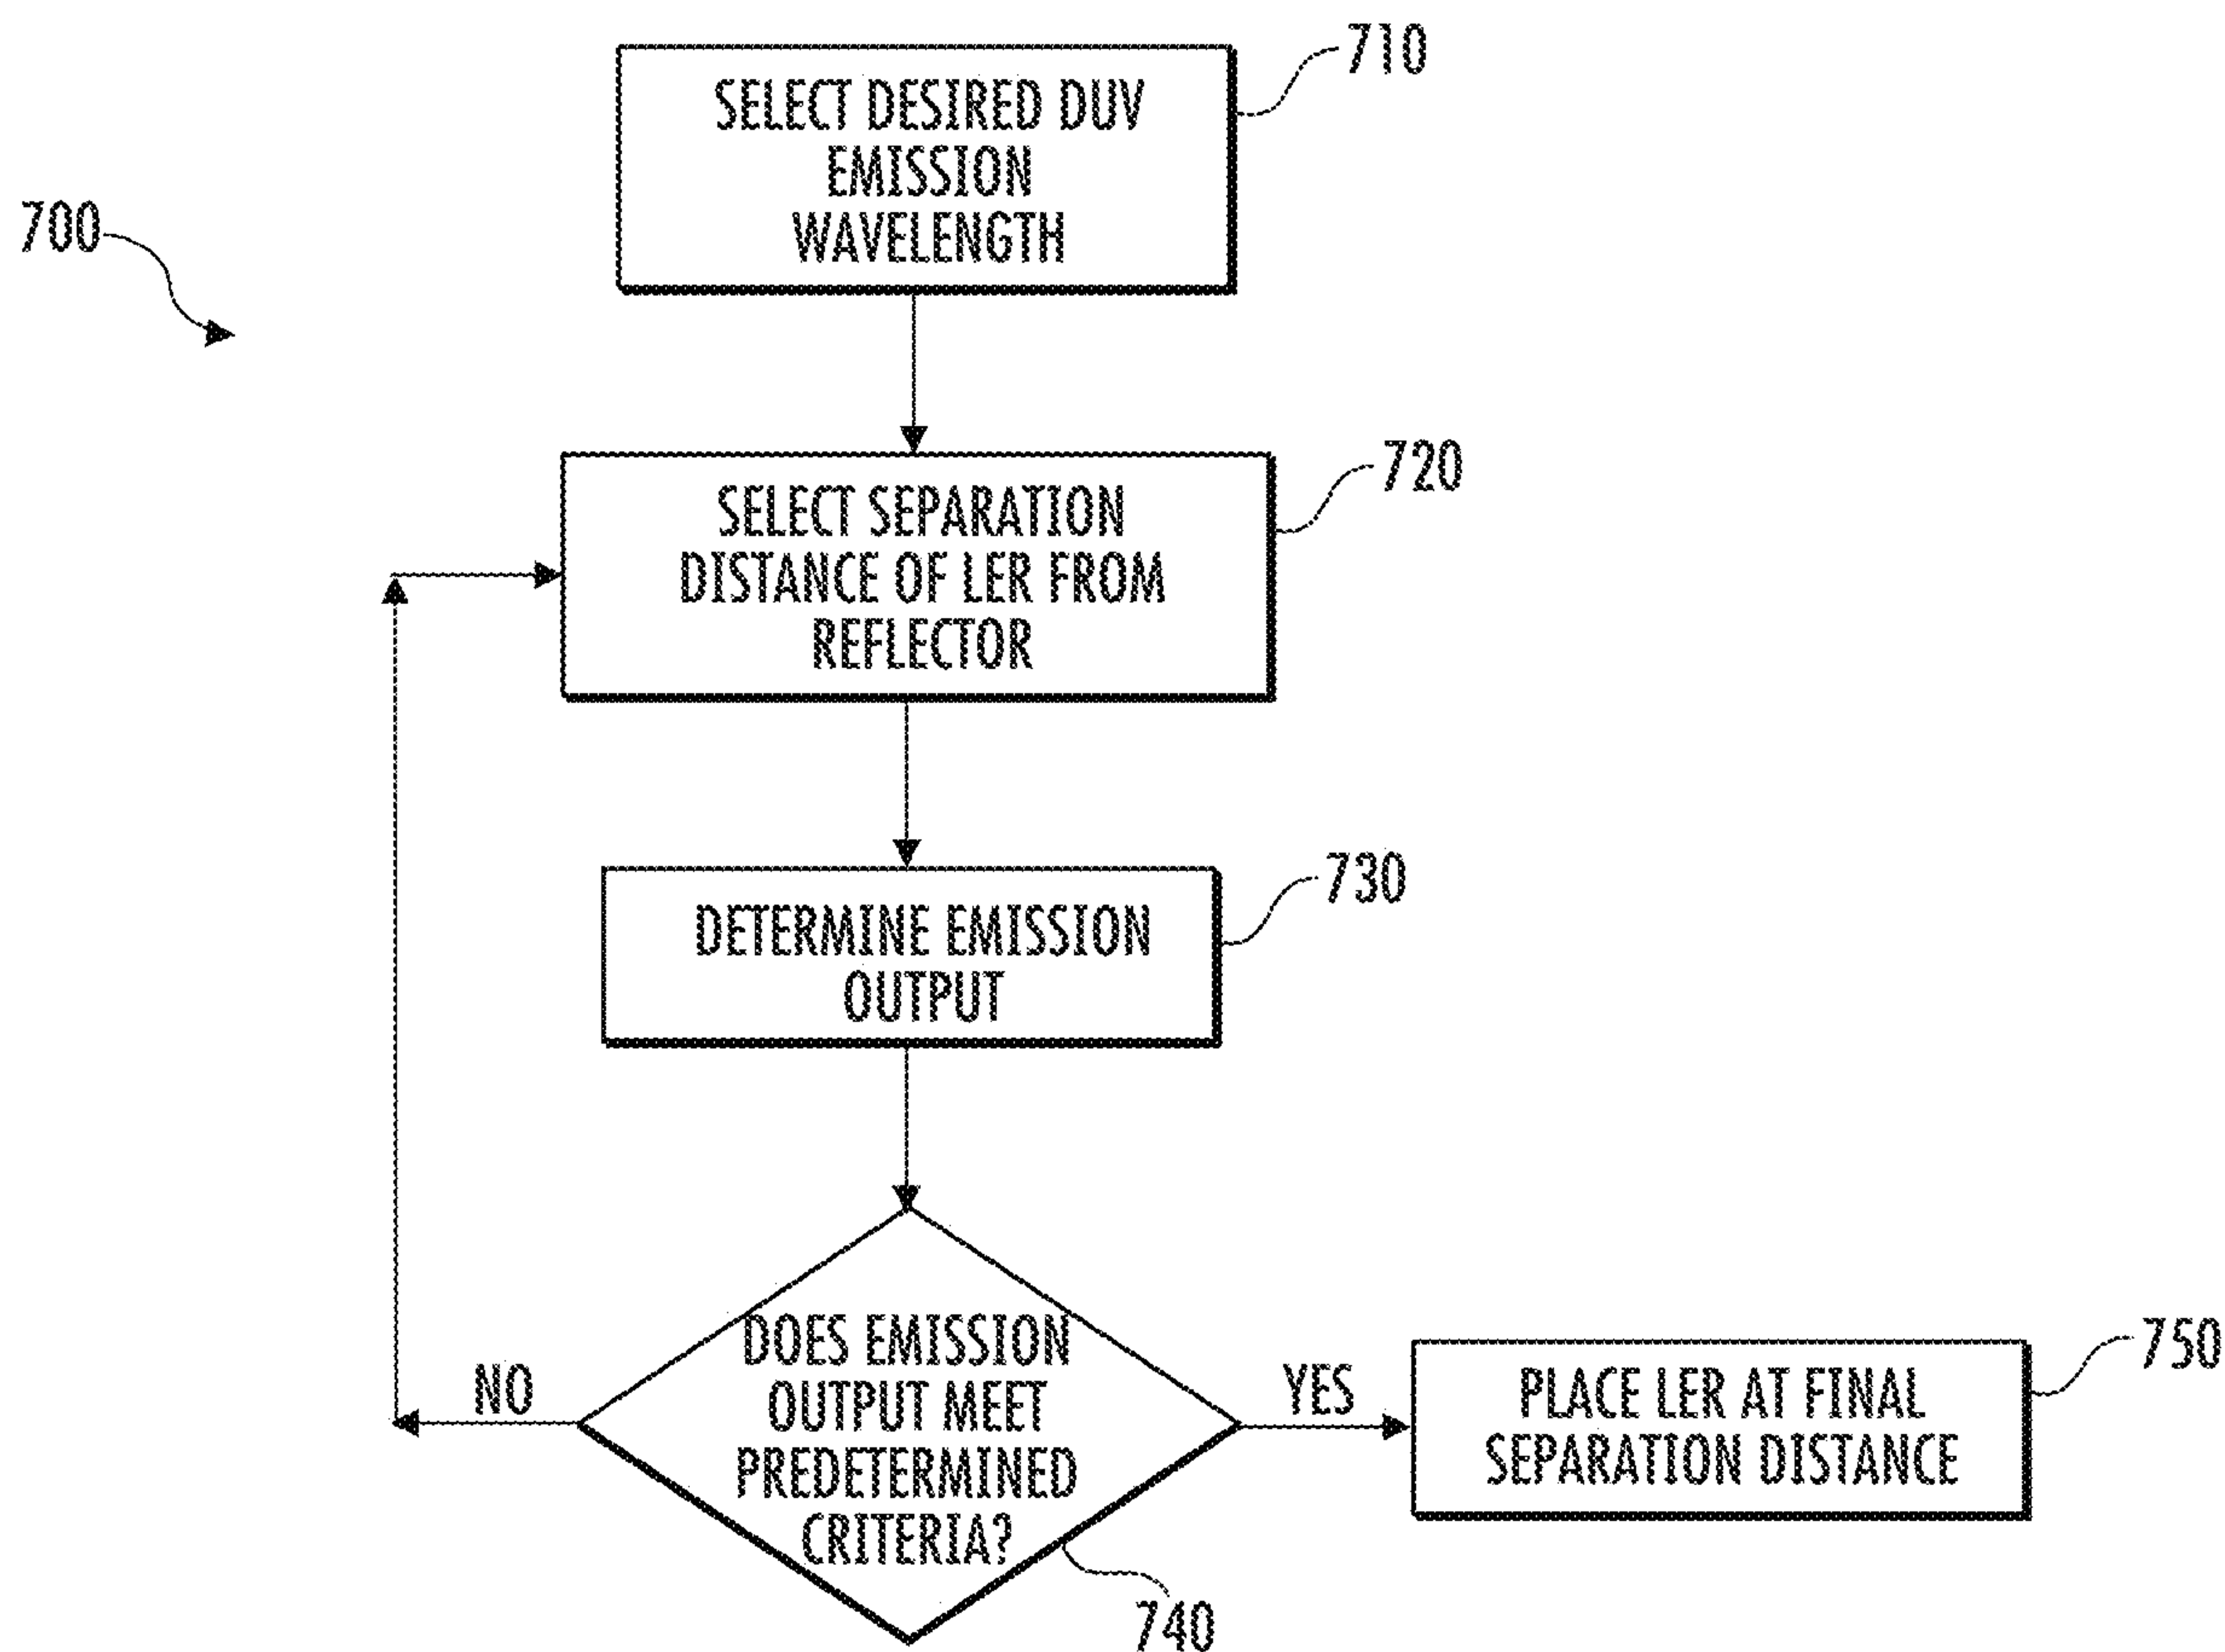 710
SELECT DESIRED DUV
EMISSION
WAVELENGTH
700
720
SELECT SEPARATION
DISTANCE OF LER FROM
REFLECTOR
730
DETERMINE EMISSION
OUTPUT
DOES EMISSION
OUTPUT MEET
PREDETERMINED
CRITERIA?
NO
YES
750
PLACE LER AT FINAL
SEPARATION DISTANCE
740